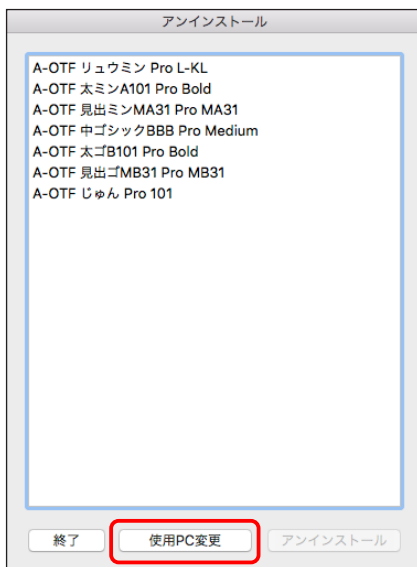 アンインストール
A-OTF リュウミン Pro L-KL
A-OTF 太ミンA101 Pro Bold
A-OTF 見出ミンMA31 Pro MA31
A-OTF 中ゴシックBBB Pro Medium
A-OTF 太ゴB101 Pro Bold
A-OTF 見出ゴMB31 Pro MB31
A-OTF じゅん Pro 101
終了 使用PC変更 アンインストール